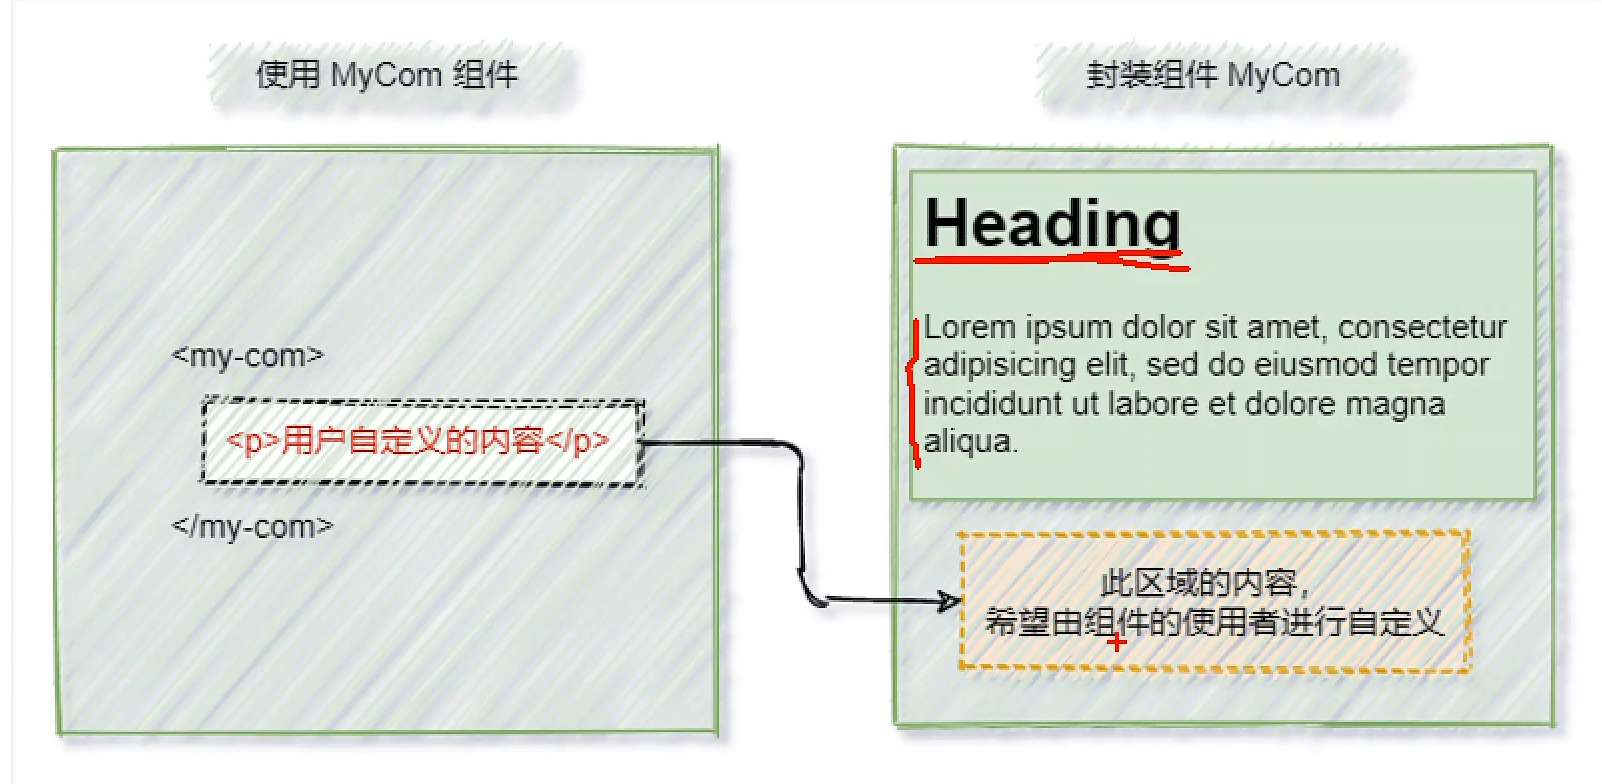 使用 MyCom 组件
封装组件 MyCom
<my-com>
<p>用户自定义的内容</p>
</my-com>
Heading
Lorem ipsum dolor sit amet, consectetur
adipisicing elit, sed do eiusmod tempor
incididunt ut labore et dolore magna
aliqua.
此区域的内容，
希望由组件的使用者进行自定义